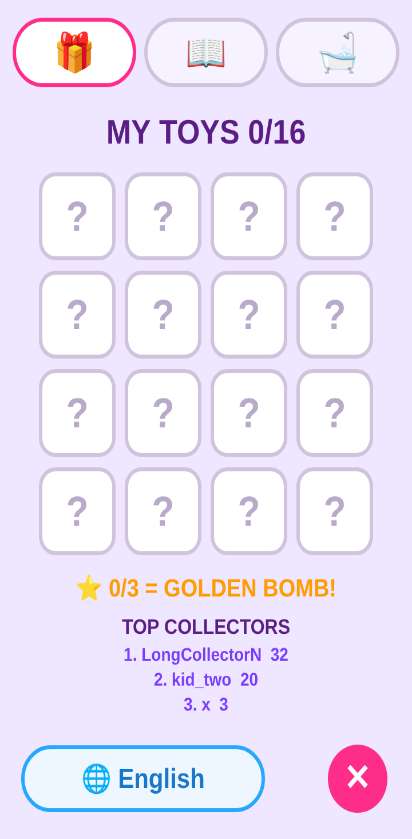 MY TOYS 0/16
? ? ? ?
? ? ? ?
? ? ? ?
? ? ? ?
⭐ 0/3 = GOLDEN BOMB!
TOP COLLECTORS
1. LongCollectorN 32
2. kid_two 20
3. x 3
🌐 English
✕